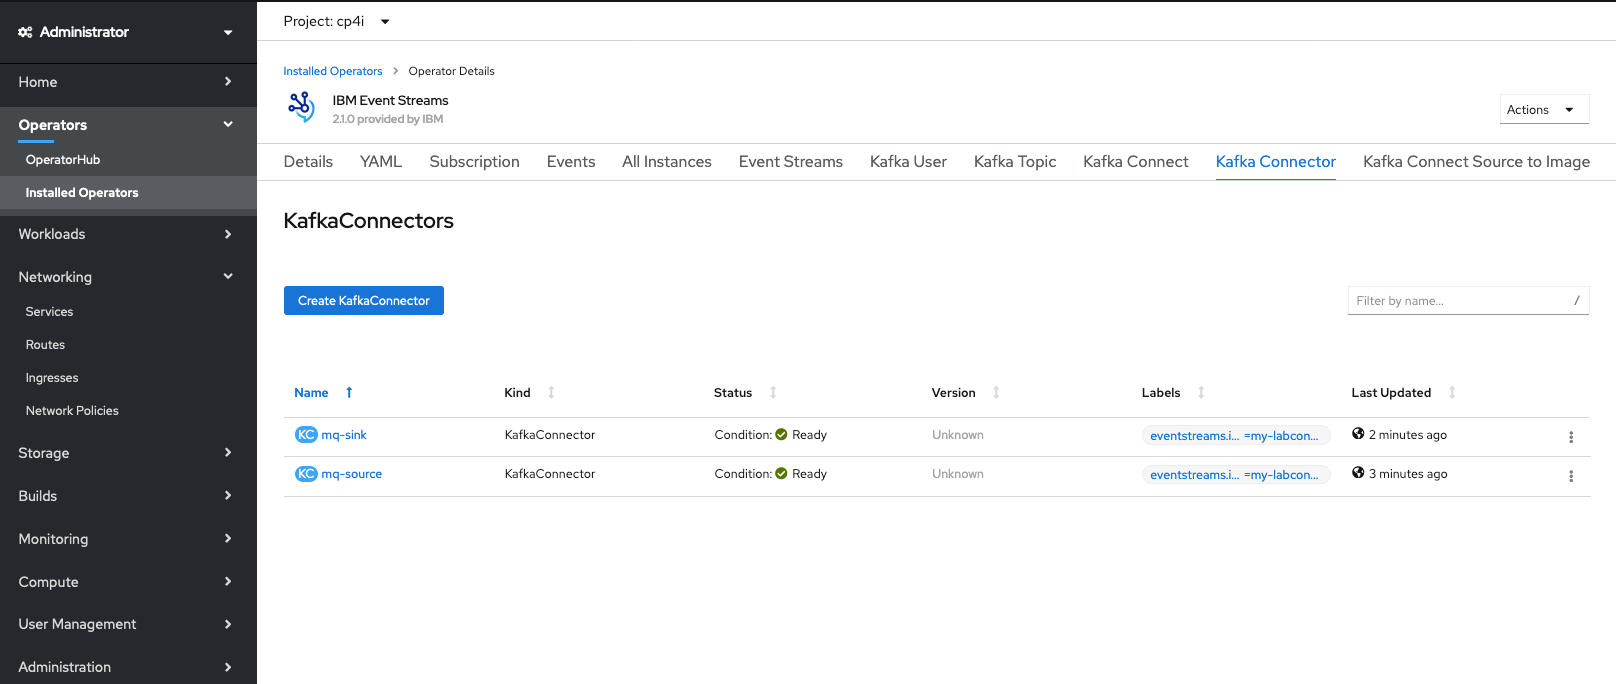 Administrator
Home
Operators
OperatorHub
Installed Operators
Workloads
Networking
Services
Routes
Ingresses
Network Policies
Storage
Builds
Monitoring
Compute
User Management
Administration
Project: cp4i
Installed Operators > Operator Details
IBM Event Streams
2.1.0 provided by IBM
Actions
Details YAML Subscription Events All Instances Event Streams Kafka User Kafka Topic Kafka Connect Kafka Connector Kafka Connect Source to Image
KafkaConnectors
Create KafkaConnector
Filter by name... /
Name Kind Status Version Labels Last Updated
KC mq-sink KafkaConnector Condition: Ready Unknown eventstreams.i... =my-labcon... 2 minutes ago
KC mq-source KafkaConnector Condition: Ready Unknown eventstreams.i... =my-labcon... 3 minutes ago